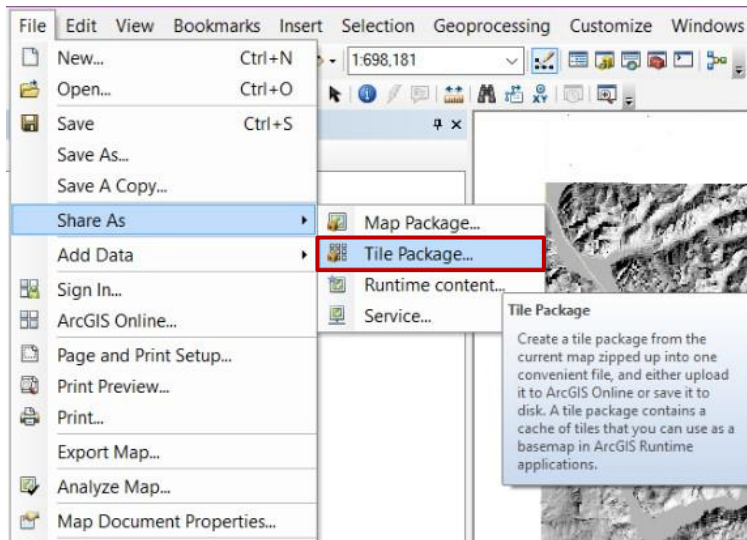 File Edit View Bookmarks Insert Selection Geoprocessing Customize Windows
New... Ctrl+N
1:698,181
Open... Ctrl+O
Save Ctrl+S
Save As...
Save A Copy...
Share As
Map Package...
Add Data
Tile Package...
Sign In...
Runtime content...
ArcGIS Online...
Service...
Page and Print Setup...
Print Preview...
Print...
Export Map...
Analyze Map...
Map Document Properties...
Tile Package
Create a tile package from the
current map zipped up into one
convenient file, and either upload
it to ArcGIS Online or save it to
disk. A tile package contains a
cache of tiles that you can use as a
basemap in ArcGIS Runtime
applications.